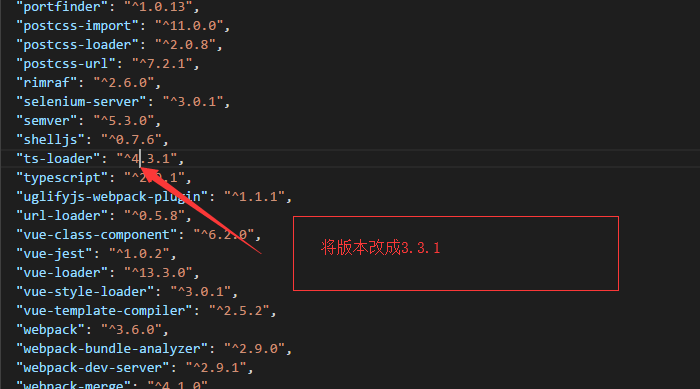 "portfinder": "^1.0.13",
"postcss-import": "^11.0.0",
"postcss-loader": "^2.0.8",
"postcss-url": "^7.2.1",
"rimraf": "^2.6.0",
"selenium-server": "^3.0.1",
"semver": "^5.3.0",
"shelljs": "^0.7.6",
"ts-loader": "^4.3.1",
"typescript": "^2. .1",
"uglifyjs-webpack-plugin": "^1.1.1",
"url-loader": "^0.5.8",
"vue-class-component": "^6.2.0",
将版本改成3.3.1
"vue-jest": "^1.0.2",
"vue-loader": "^13.3.0",
"vue-style-loader": "^3.0.1",
"vue-template-compiler": "^2.5.2",
"webpack": "^3.6.0",
"webpack-bundle-analyzer": "^2.9.0",
"webpack-dev-server": "^2.9.1",
"webpack-merge": "^4.1.0"